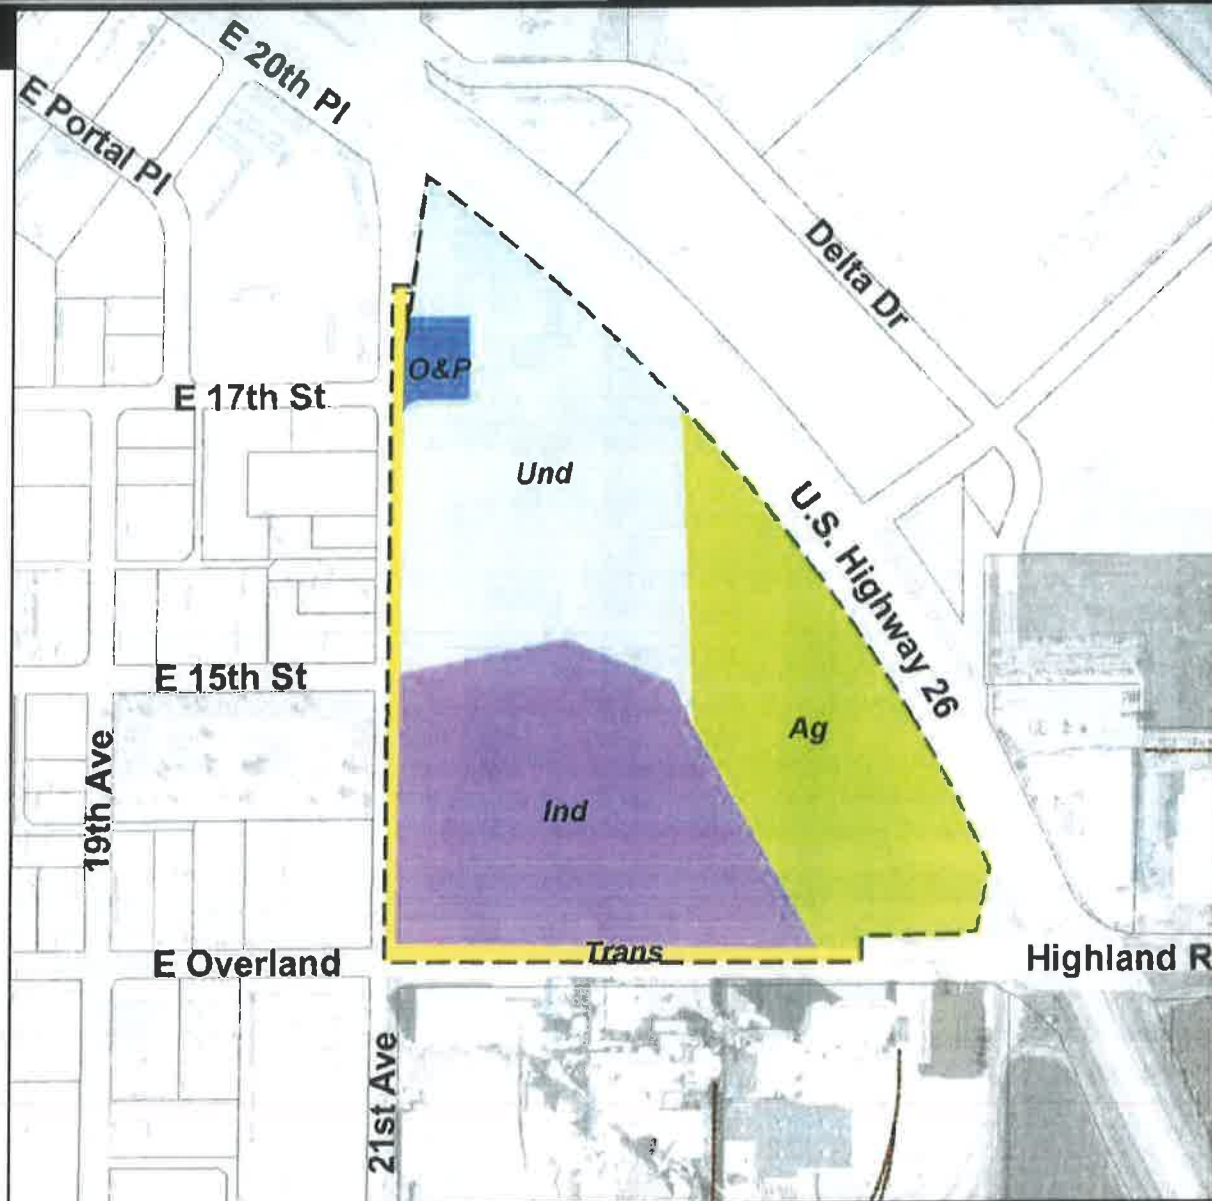 E 20th Pl
E Portal Pl
Delta Dr
O&P
E 17th St
Und
U.S. Highway 26
E 15th St
Ag
19th Ave
Ind
Trans
E Overland
Highland R
21st Ave